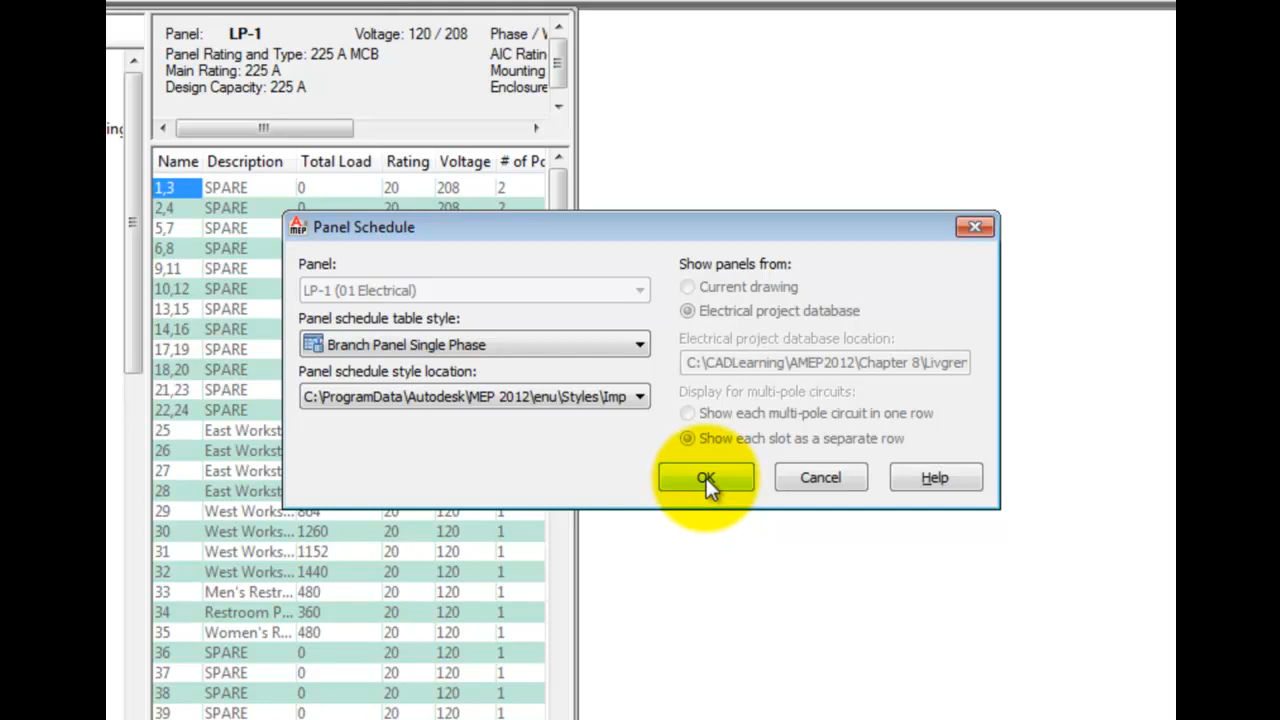 Panel: LP-1 Voltage: 120 / 208 Phase /
Panel Rating and Type: 225 A MCB AIC Ratin
Main Rating: 225 A Mounting
Design Capacity: 225 A Enclosure
Name Description Total Load Rating Voltage # of Po
1,3 SPARE 0 20 208 2
2,4 SPARE 0 20 208 2
5,7 SPARE
6,8 SPARE
9,11 SPARE
10,12 SPARE
13,15 SPARE
14,16 SPARE
17,19 SPARE
18,20 SPARE
21,23 SPARE
22,24 SPARE
25 East Workst
26 East Workst
27 East Workst
28 East Workst
29 West Works... 864 20 120 1
30 West Works... 1260 20 120 1
31 West Works... 1152 20 120 1
32 West Works... 1440 20 120 1
33 Men's Restr... 480 20 120 1
34 Restroom P... 360 20 120 1
35 Women's R... 480 20 120 1
36 SPARE 0 20 120 1
37 SPARE 0 20 120 1
38 SPARE 0 20 120 1
39 SPARE 0 20 120 1
MEP Panel Schedule
Panel:
LP-1 (01 Electrical)
Panel schedule table style:
Branch Panel Single Phase
Panel schedule style location:
C:\ProgramData\Autodesk\MEP 2012\enu\Styles\Imp
Show panels from:
Current drawing
Electrical project database
Electrical project database location:
C:\CADLearning\AMEP2012\Chapter 8\Livgrer
Display for multi-pole circuits:
Show each multi-pole circuit in one row
Show each slot as a separate row
OK Cancel Help